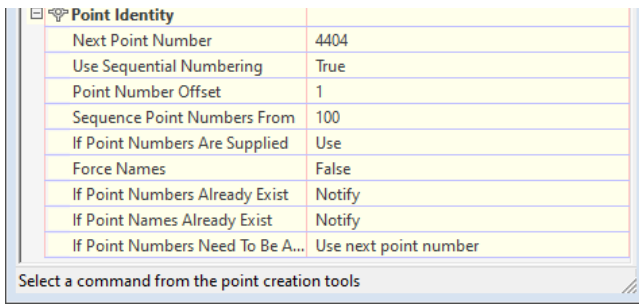 Point Identity
Next Point Number 4404
Use Sequential Numbering True
Point Number Offset 1
Sequence Point Numbers From 100
If Point Numbers Are Supplied Use
Force Names False
If Point Numbers Already Exist Notify
If Point Names Already Exist Notify
If Point Numbers Need To Be A... Use next point number
Select a command from the point creation tools